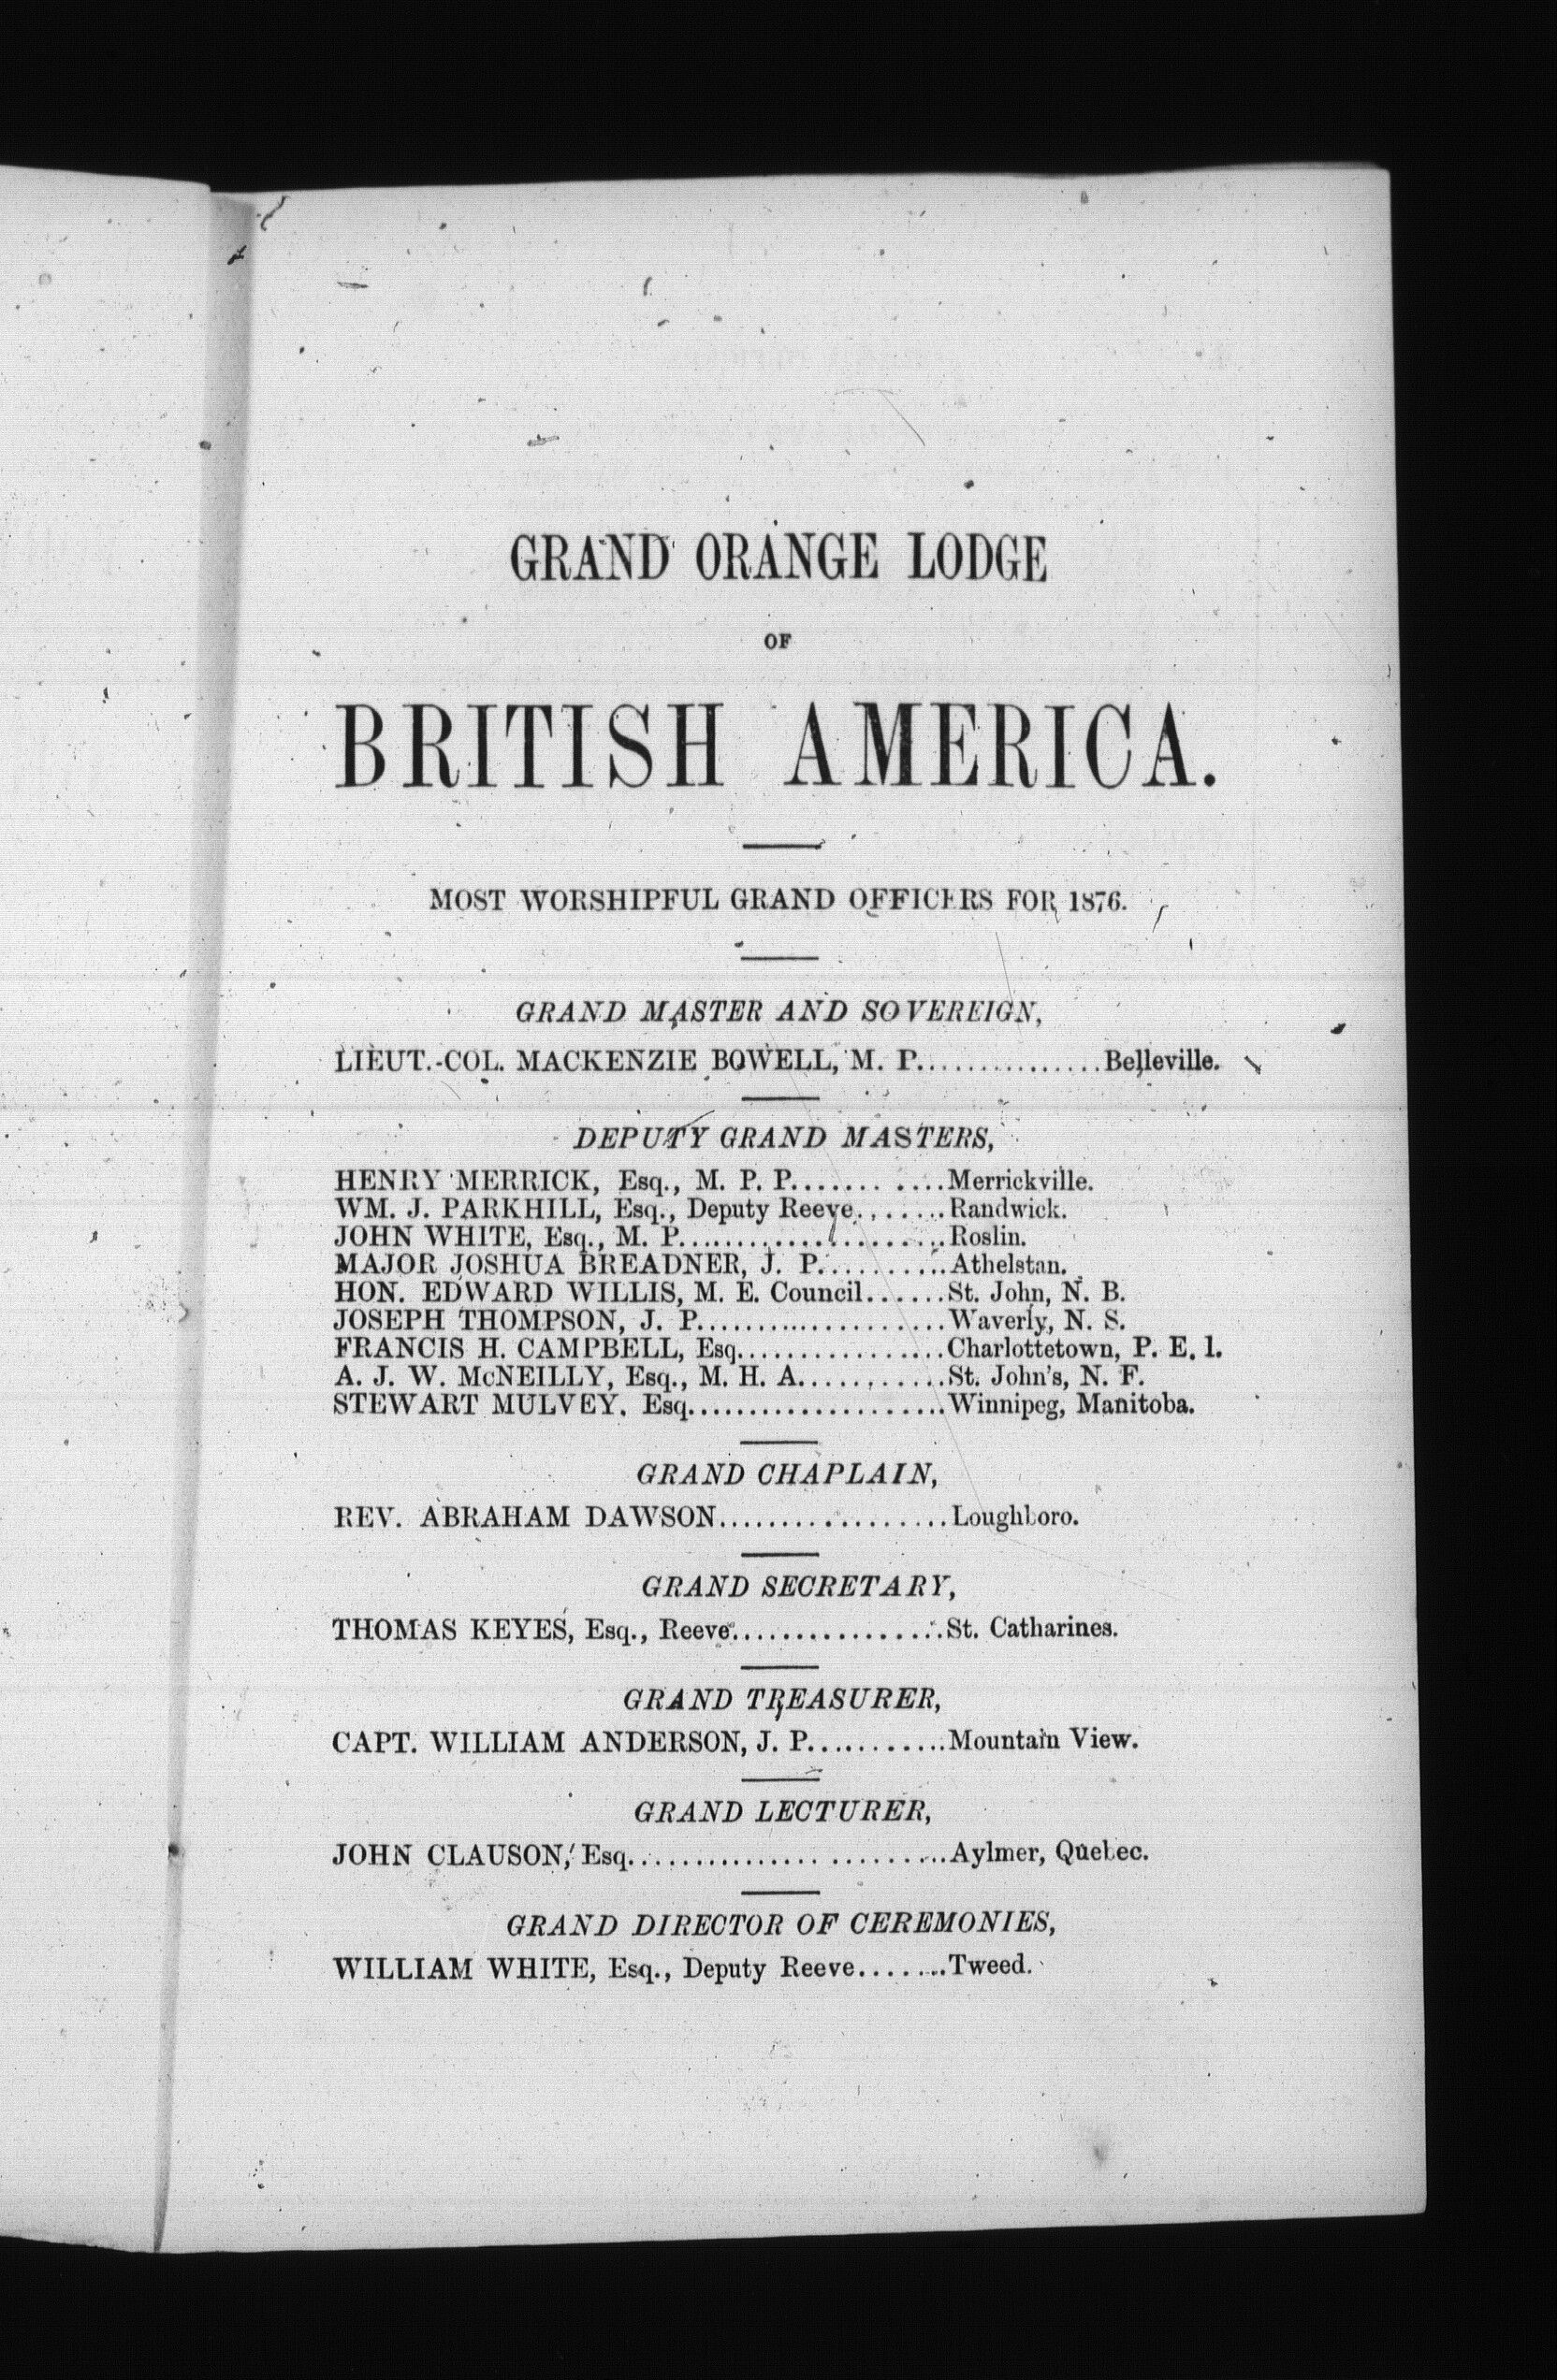 GRAND ORANGE LODGE
OF
BRITISH AMERICA.
MOST WORSHIPFUL GRAND OFFICERS FOR 1876.
GRAND MASTER AND SOVEREIGN,
LIEUT.-COL. MACKENZIE BOWELL, M. P...............Belleville.
DEPUTY GRAND MASTERS,
HENRY MERRICK, Esq., M. P. P....... ....Merrickville.
WM. J. PARKHILL, Esq., Deputy Reeve.......Randwick.
JOHN WHITE, Esq., M. P......................Roslin.
MAJOR JOSHUA BREADNER, J. P...........Athelstan.
HON. EDWARD WILLIS, M. E. Council......St. John, N. B.
JOSEPH THOMPSON, J. P....................Waverly, N. S.
FRANCIS H. CAMPBELL, Esq................Charlottetown, P. E. I.
A. J. W. McNEILLY, Esq., M. H. A...........St. John's, N. F.
STEWART MULVEY. Esq.....................Winnipeg, Manitoba.
GRAND CHAPLAIN,
REV. ABRAHAM DAWSON.................Loughboro.
GRAND SECRETARY,
THOMAS KEYES, Esq., Reeve................St. Catharines.
GRAND TREASURER,
CAPT. WILLIAM ANDERSON, J. P...........Mountain View.
GRAND LECTURER,
JOHN CLAUSON, Esq............... .........Aylmer, Quebec.
GRAND DIRECTOR OF CEREMONIES,
WILLIAM WHITE, Esq., Deputy Reeve.......Tweed.